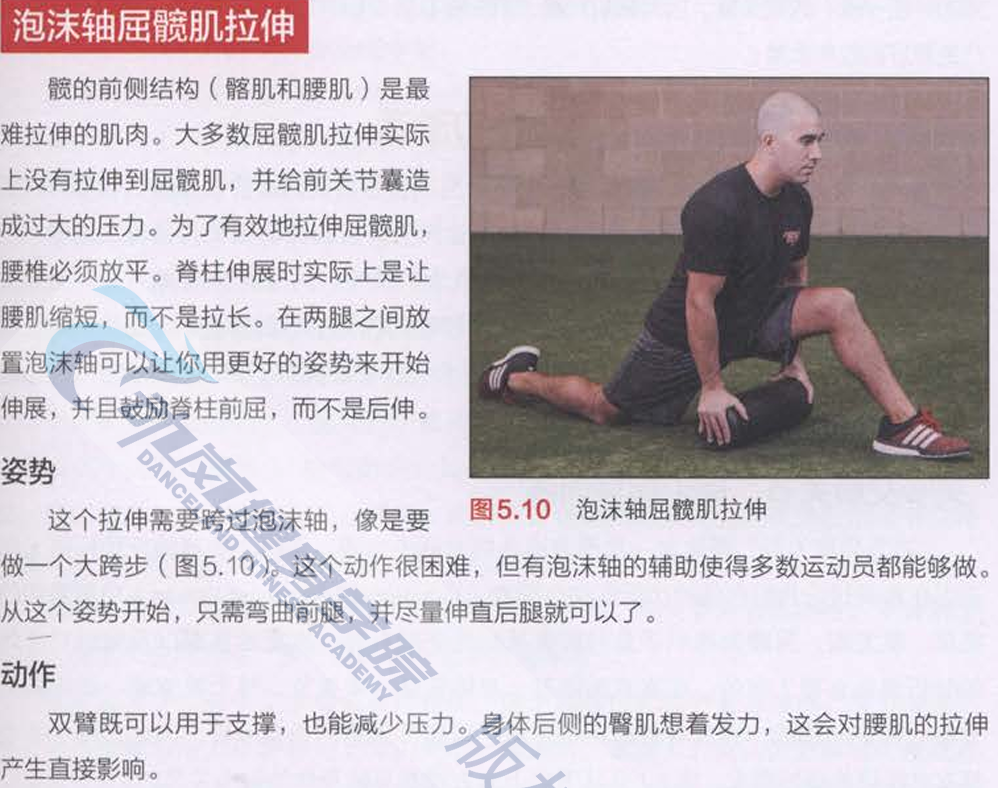 泡沫轴屈髋肌拉伸
髋的前侧结构（髂肌和腰肌）是最
难拉伸的肌肉。大多数屈髋肌拉伸实际
上没有拉伸到屈髋肌，并给前关节囊造
成过大的压力。为了有效地拉伸屈髋肌，
腰椎必须放平。脊柱伸展时实际上是让
腰肌缩短，而不是拉长。在两腿之间放
置泡沫轴可以让你用更好的姿势来开始
伸展，并且鼓励脊柱前屈，而不是后伸。
姿势
这个拉伸需要跨过泡沫轴，像是要
图5.10 泡沫轴屈髋肌拉伸
做一个大跨步（图5.10）。这个动作很困难，但有泡沫轴的辅助使得多数运动员都能够做。
从这个姿势开始，只需弯曲前腿，并尽量伸直后腿就可以了。
动作
双臂既可以用于支撑，也能减少压力。身体后侧的臀肌想着发力，这会对腰肌的拉伸
产生直接影响。